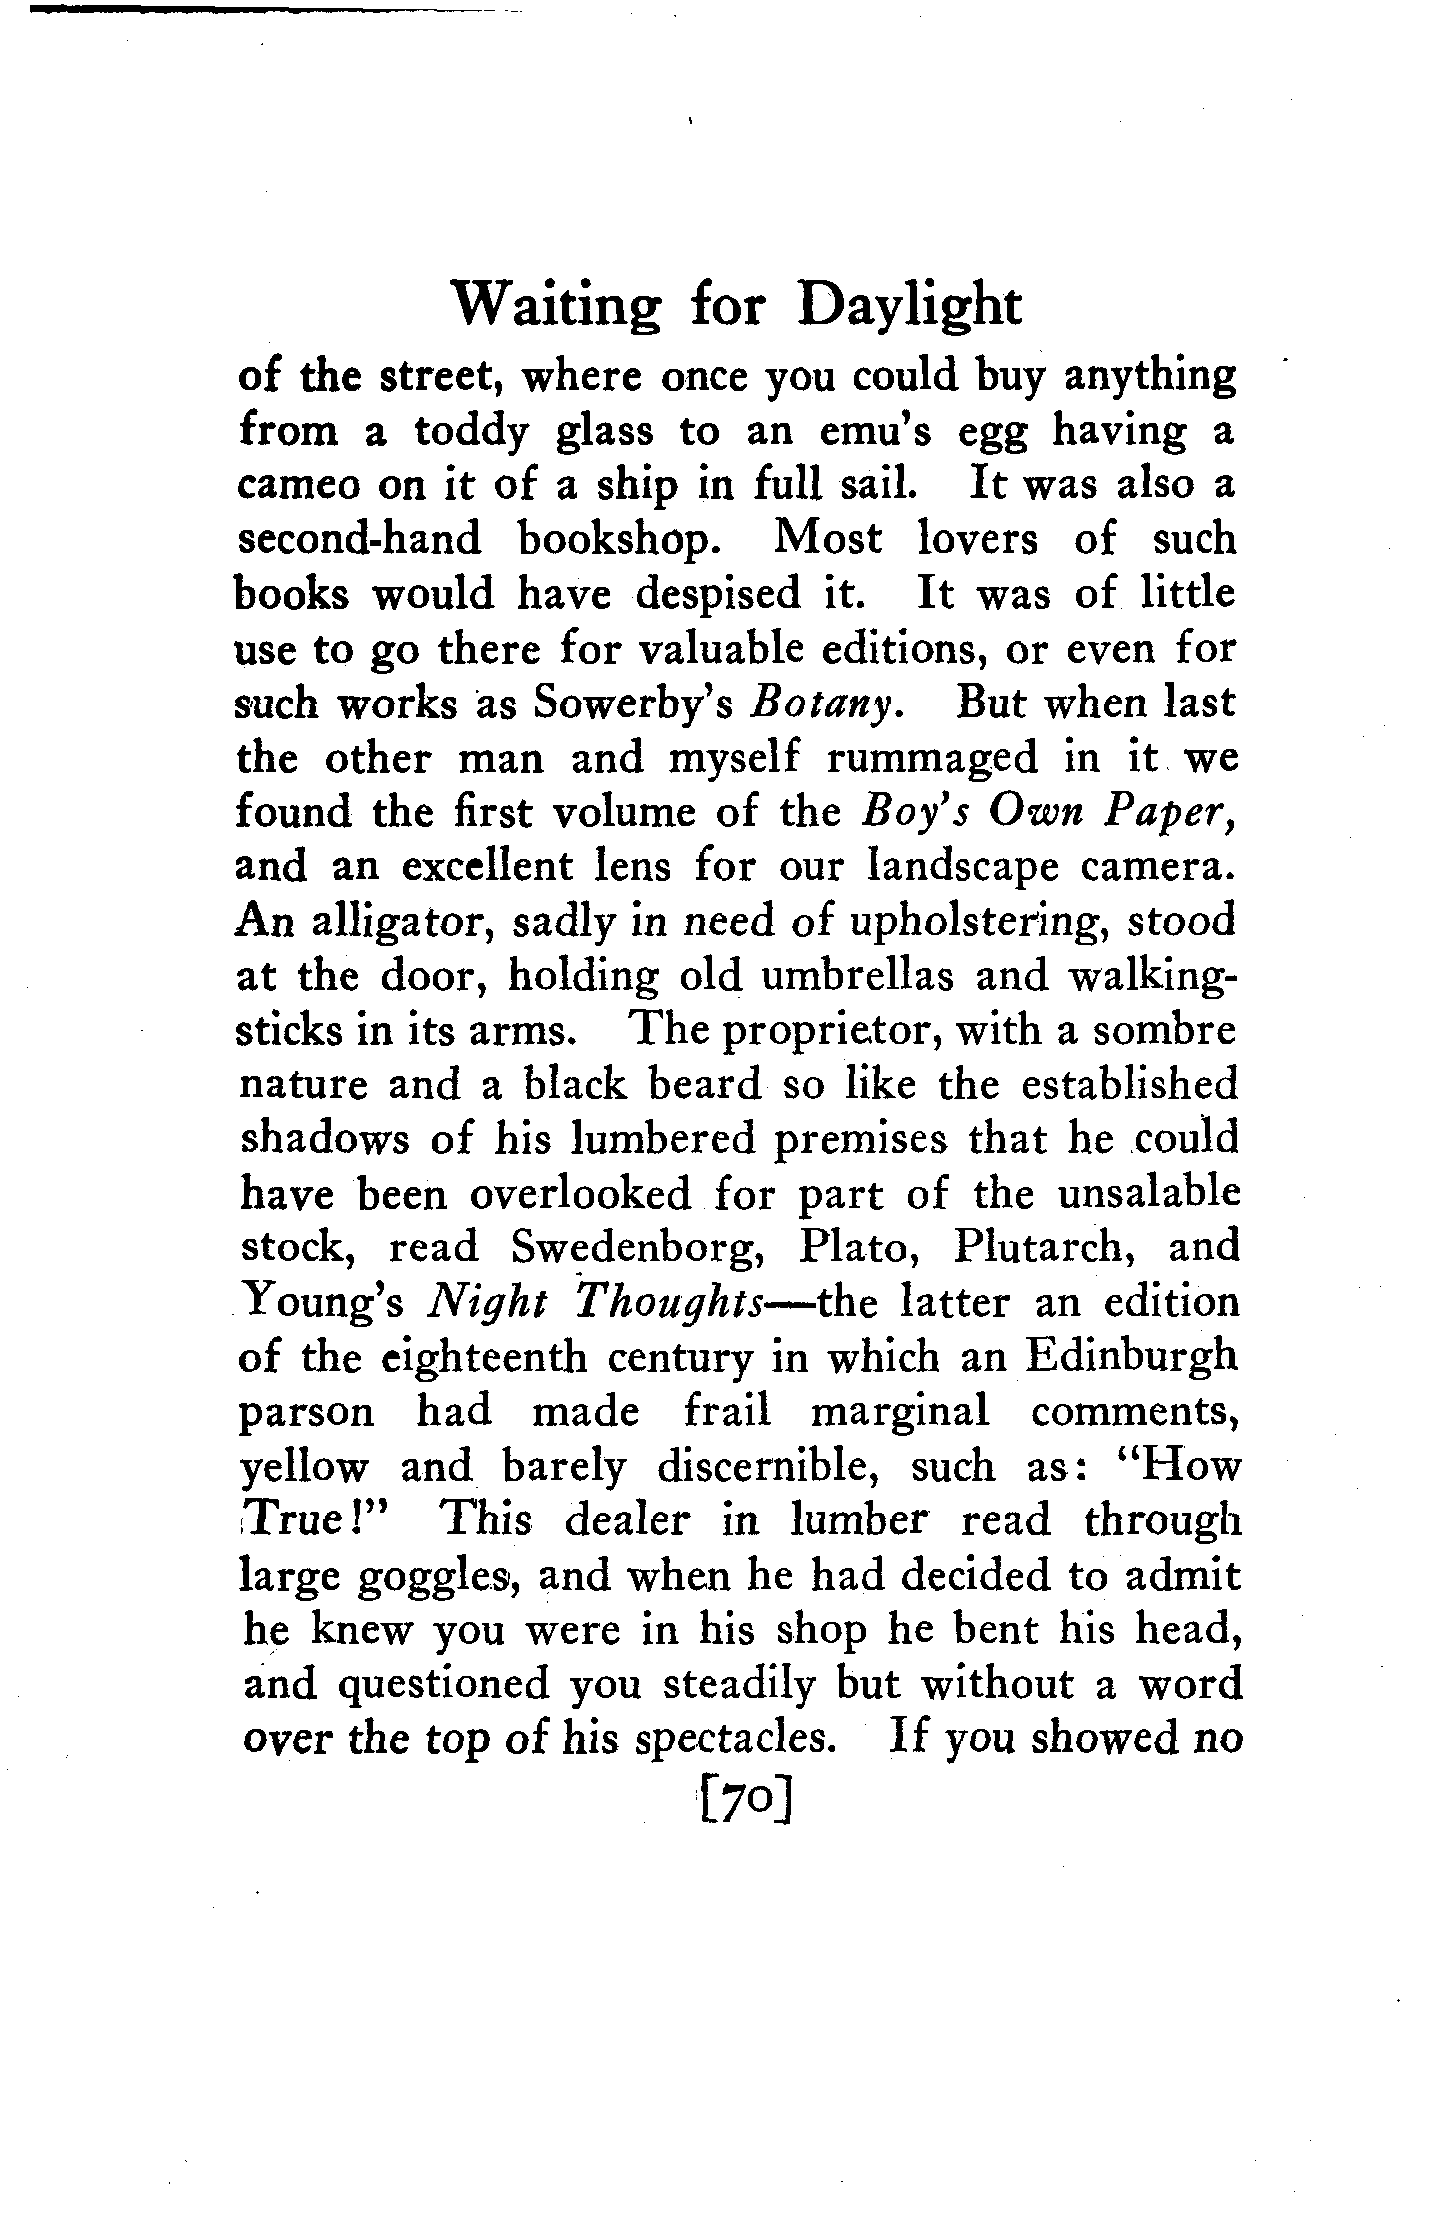 Waiting for Daylight
of the street, where once you could buy anything
from a toddy glass to an emu's egg having a
cameo on it of a ship in full sail. It was also a
second-hand bookshop. Most lovers of such
books would have despised it. It was of little
use to go there for valuable editions, or even for
such works as Sowerby's Botany. But when last
the other man and myself rummaged in it we
found the first volume of the Boy's Own Paper,
and an excellent lens for our landscape camera.
An alligator, sadly in need of upholstering, stood
at the door, holding old umbrellas and walking-
sticks in its arms. The proprietor, with a sombre
nature and a black beard so like the established
shadows of his lumbered premises that he could
have been overlooked for part of the unsalable
stock, read Swedenborg, Plato, Plutarch, and
Young's Night Thoughts—the latter an edition
of the eighteenth century in which an Edinburgh
parson had made frail marginal comments,
yellow and barely discernible, such as: "How
True!" This dealer in lumber read through
large goggles, and when he had decided to admit
he knew you were in his shop he bent his head,
and questioned you steadily but without a word
over the top of his spectacles. If you showed no
[70]